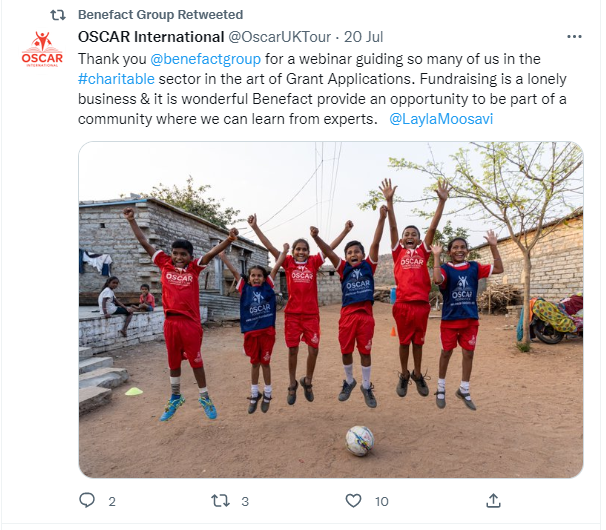 Benefact Group Retweeted
OSCAR International @OscarUKTour · 20 Jul ···
OSCAR
INTERNATIONAL
Thank you @benefactgroup for a webinar guiding so many of us in the
#charitable sector in the art of Grant Applications. Fundraising is a lonely
business & it is wonderful Benefact provide an opportunity to be part of a
community where we can learn from experts. @LaylaMoosavi
OSCAR
OSCAR
OSCAR
OSCAR
OSCAR
OSCAR
2 3 10